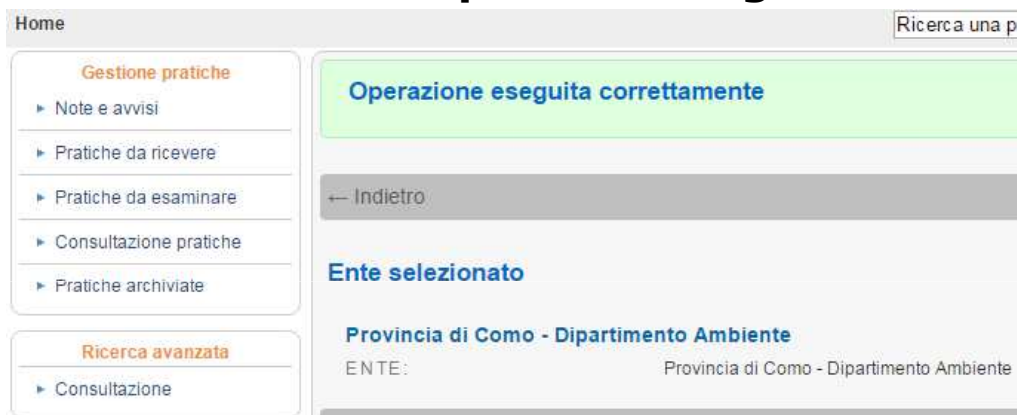 Home
Ricerca una p
Gestione pratiche
Note e avvisi
Pratiche da ricevere
Pratiche da esaminare
Consultazione pratiche
Pratiche archiviate
Ricerca avanzata
Consultazione
Operazione eseguita correttamente
← Indietro
Ente selezionato
Provincia di Como - Dipartimento Ambiente
ENTE: Provincia di Como - Dipartimento Ambiente